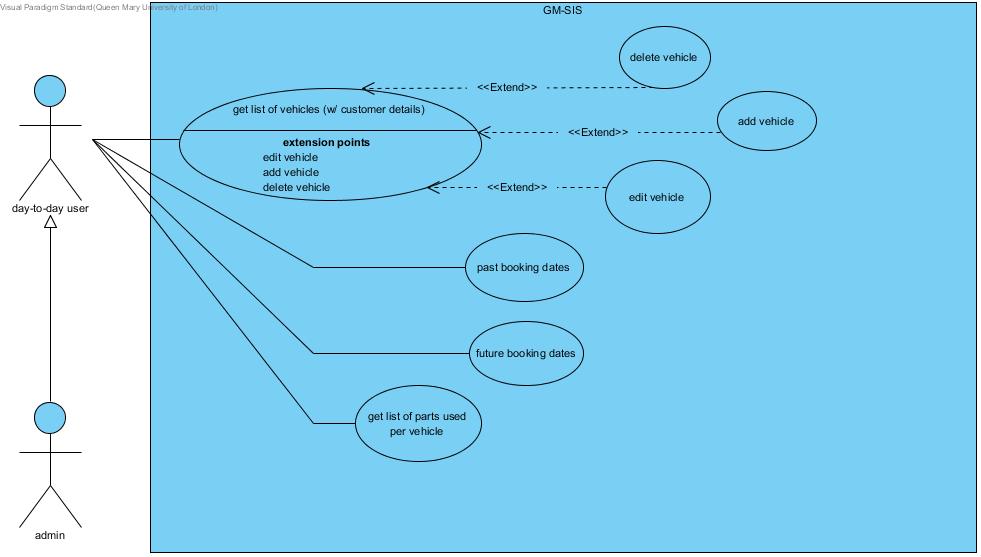 Visual Paradigm Standard(Queen Mary University of London)
GM-SIS
delete vehicle
<<Extend>>
get list of vehicles (w/ customer details)
add vehicle
<<Extend>>
extension points
edit vehicle
add vehicle
delete vehicle
<<Extend>>
edit vehicle
day-to-day user
past booking dates
future booking dates
get list of parts used
per vehicle
admin